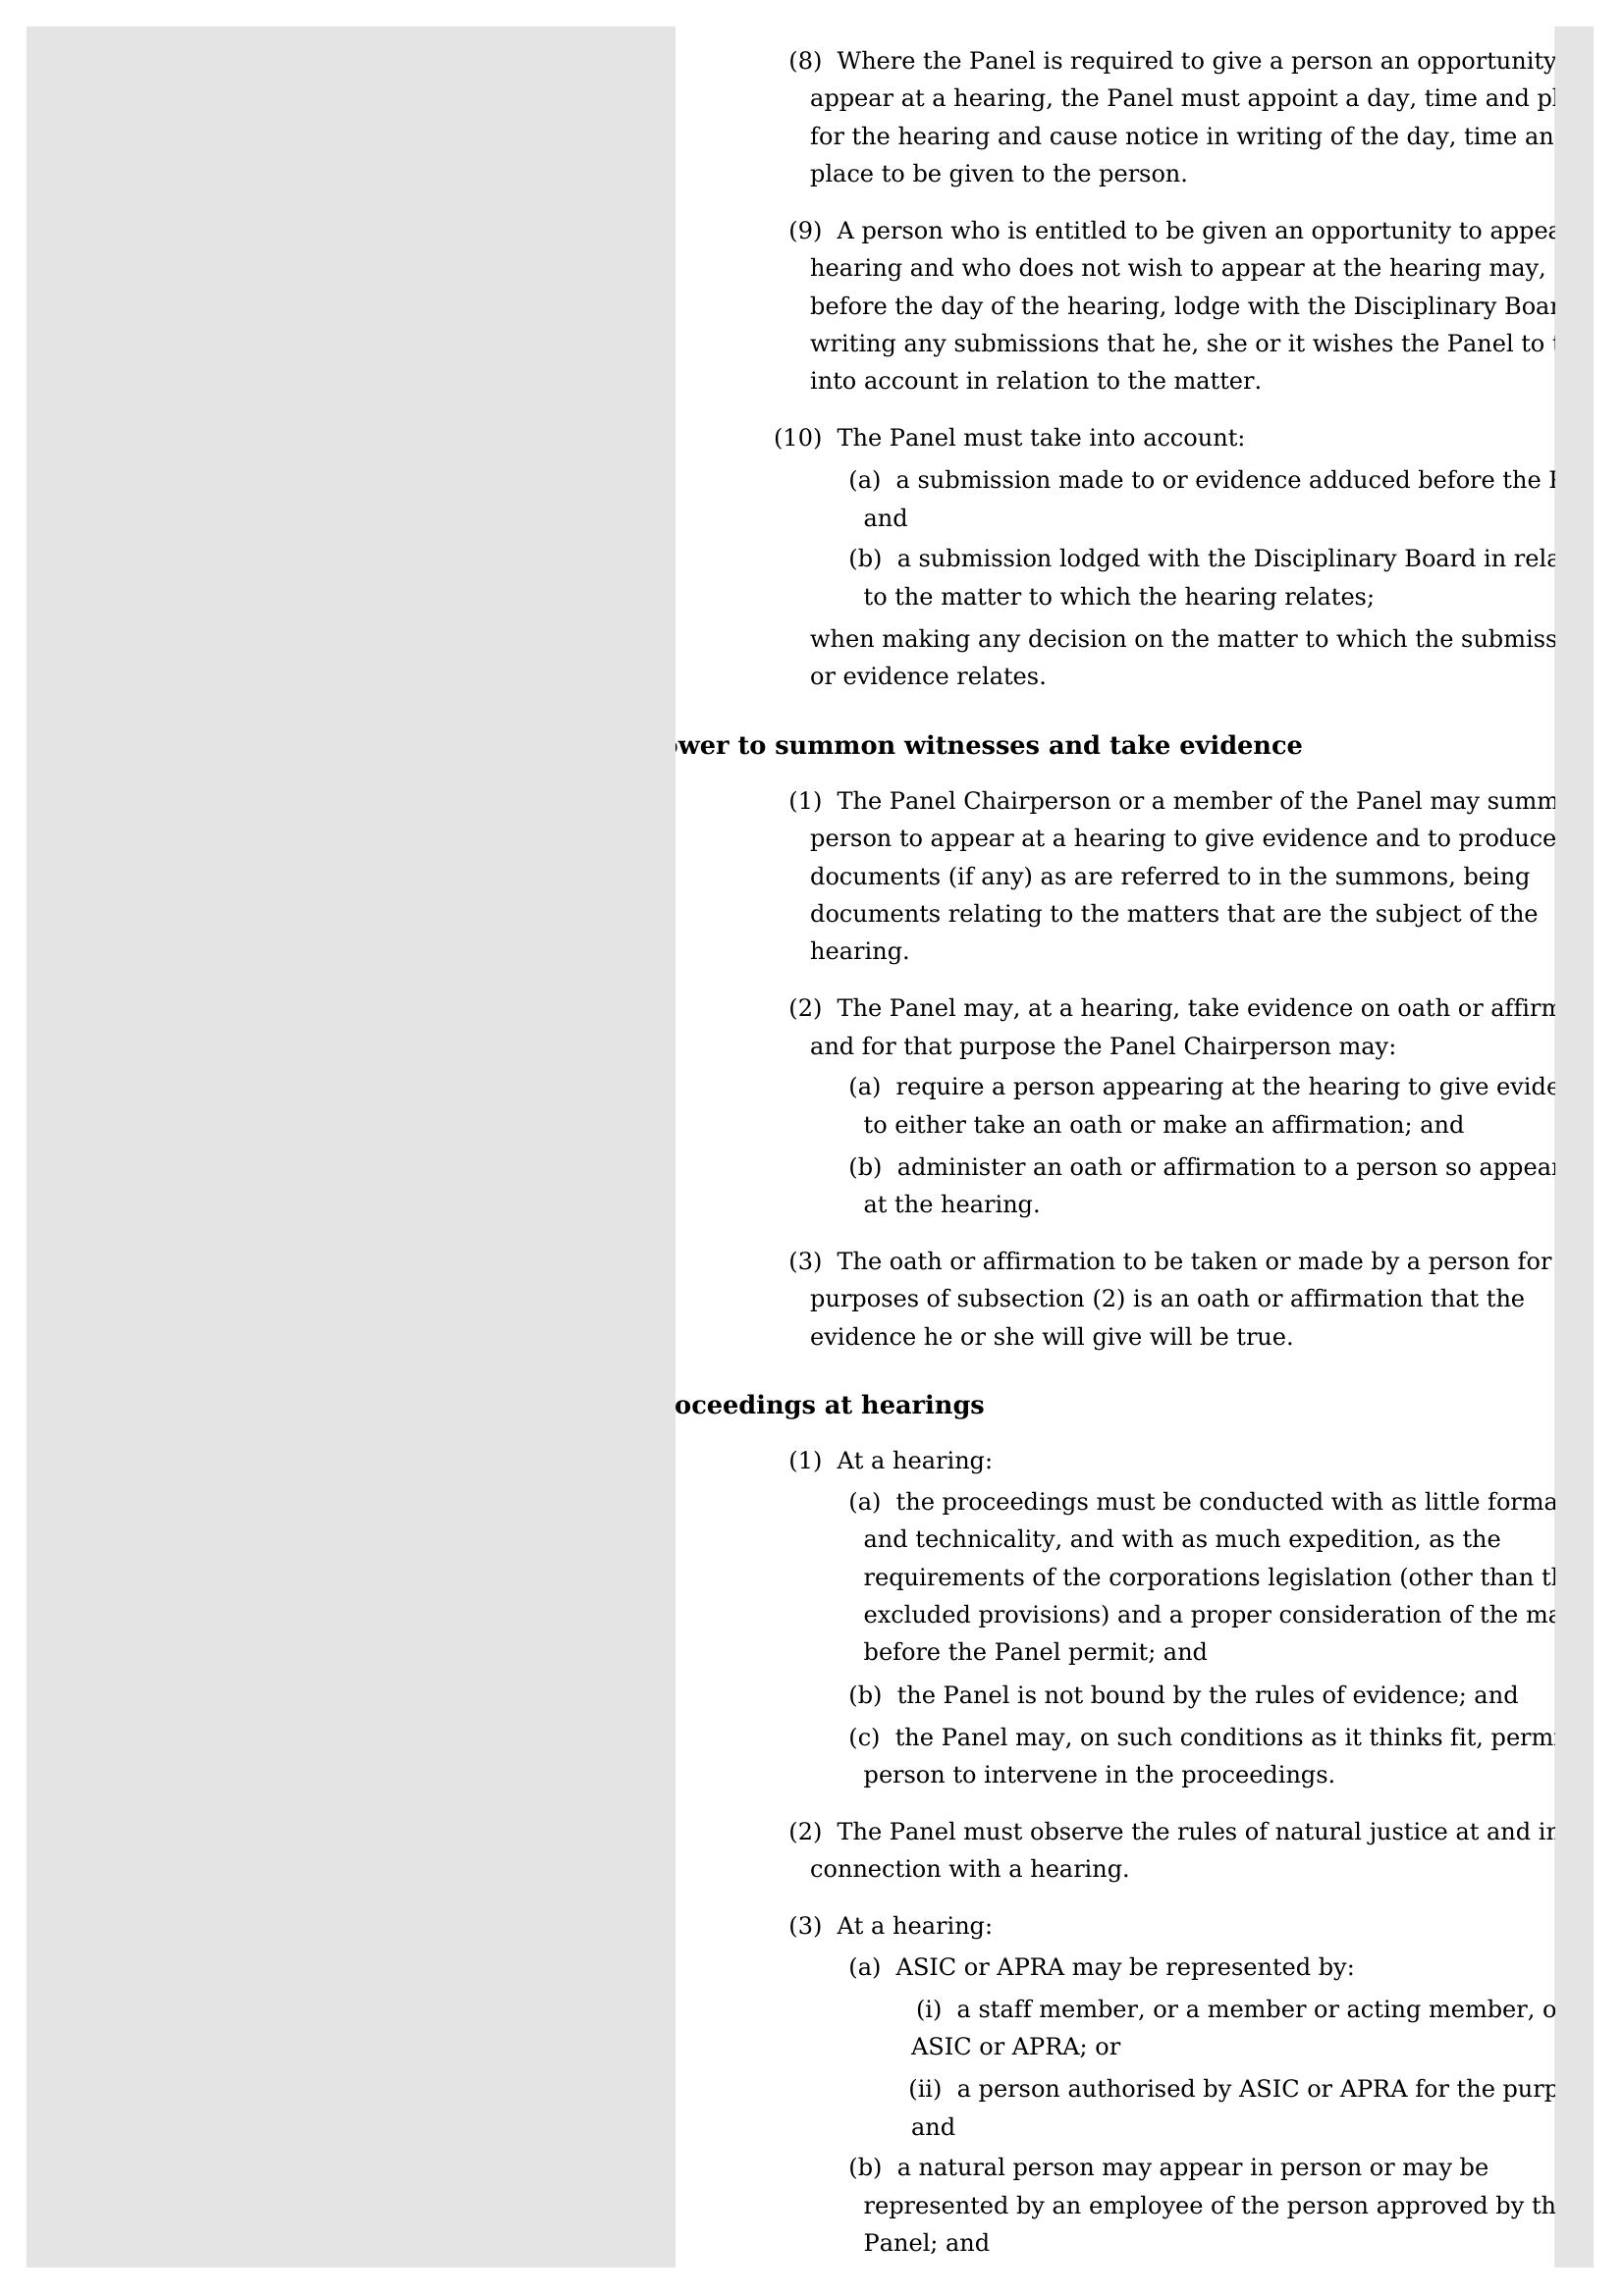 (8) Where the Panel is required to give a person an opportunity
appear at a hearing, the Panel must appoint a day, time and
for the hearing and cause notice in writing of the day, time
place to be given to the person.
(9) A person who is entitled to be given an opportunity to
hearing and who does not wish to appear at the hearing may,
before the day of the hearing, lodge with the Disciplinary
writing any submissions that he, she or it wishes the Panel to
into account in relation to the matter.
(10) The Panel must take into account:
(a) a submission made to or evidence adduced before the
and
(b) a submission lodged with the Disciplinary Board in
to the matter to which the hearing relates;
when making any decision on the matter to which the
or evidence relates.
to summon witnesses and take evidence
(1) The Panel Chairperson or a member of the Panel may
person to appear at a hearing to give evidence and to produce
documents (if any) as are referred to in the summons, being
documents relating to the matters that are the subject of the
hearing.
(2) The Panel may, at a hearing, take evidence on oath or
and for that purpose the Panel Chairperson may:
(a) require a person appearing at the hearing to give
to either take an oath or make an affirmation; and
(b) administer an oath or affirmation to a person so
at the hearing.
(3) The oath or affirmation to be taken or made by a person for
purposes of subsection (2) is an oath or affirmation that the
evidence he or she will give will be true.
at hearings
(1) At a hearing:
(a) the proceedings must be conducted with as little
and technicality, and with as much expedition, as the
requirements of the corporations legislation (other than
excluded provisions) and a proper consideration of the
before the Panel permit; and
(b) the Panel is not bound by the rules of evidence; and
(c) the Panel may, on such conditions as it thinks fit,
person to intervene in the proceedings.
(2) The Panel must observe the rules of natural justice at and
connection with a hearing.
(3) At a hearing:
(a) ASIC or APRA may be represented by:
(i) a staff member, or a member or acting member,
ASIC or APRA; or
(ii) a person authorised by ASIC or APRA for the
and
(b) a natural person may appear in person or may be
represented by an employee of the person approved by
Panel; and